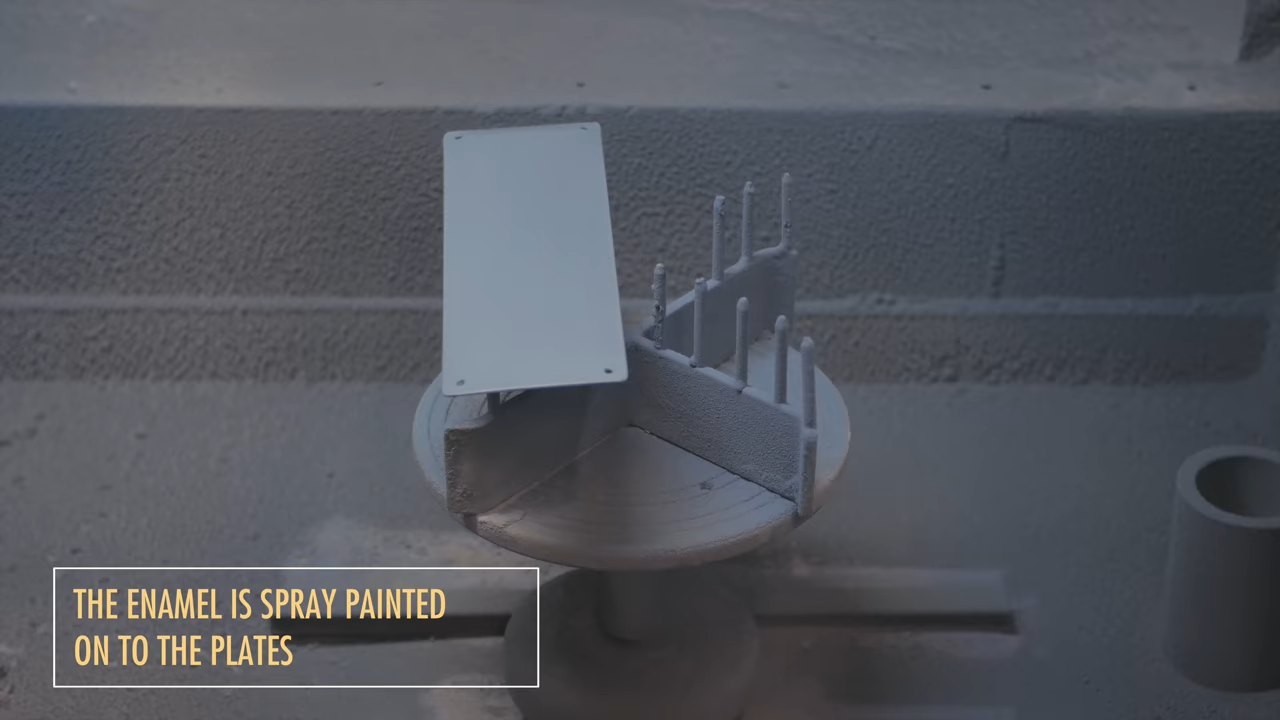 THE ENAMEL IS SPRAY PAINTED
ON TO THE PLATES